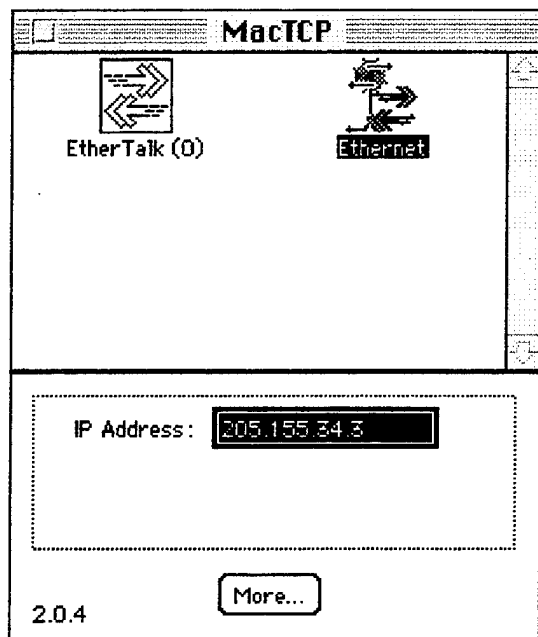 MacTCP
EtherTalk (0)
Ethernet
IP Address: 205.155.34.3
More...
2.0.4